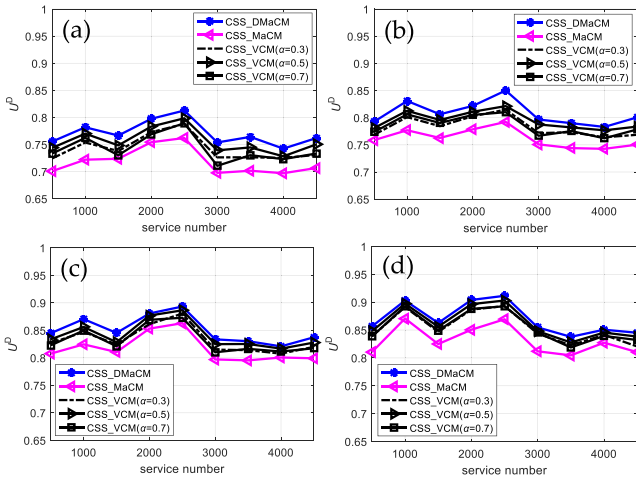 (a)
CSS_DMaCM
CSS_MaCM
CSS_VCM(α=0.3)
CSS_VCM(α=0.5)
CSS_VCM(α=0.7)
1
0.95
0.9
0.85
0.8
0.75
0.7
0.65
U^D
1000 2000 3000 4000
service number
(b)
CSS_DMaCM
CSS_MaCM
CSS_VCM(α=0.3)
CSS_VCM(α=0.5)
CSS_VCM(α=0.7)
1
0.95
0.9
0.85
0.8
0.75
0.7
0.65
U^D
1000 2000 3000 4000
service number
(c)
1
0.95
0.9
0.85
0.8
0.75
0.7
0.65
U^D
CSS_DMaCM
CSS_MaCM
CSS_VCM(α=0.3)
CSS_VCM(α=0.5)
CSS_VCM(α=0.7)
1000 2000 3000 4000
service number
(d)
1
0.95
0.9
0.85
0.8
0.75
0.7
0.65
U^D
CSS_DMaCM
CSS_MaCM
CSS_VCM(α=0.3)
CSS_VCM(α=0.5)
CSS_VCM(α=0.7)
1000 2000 3000 4000
service number